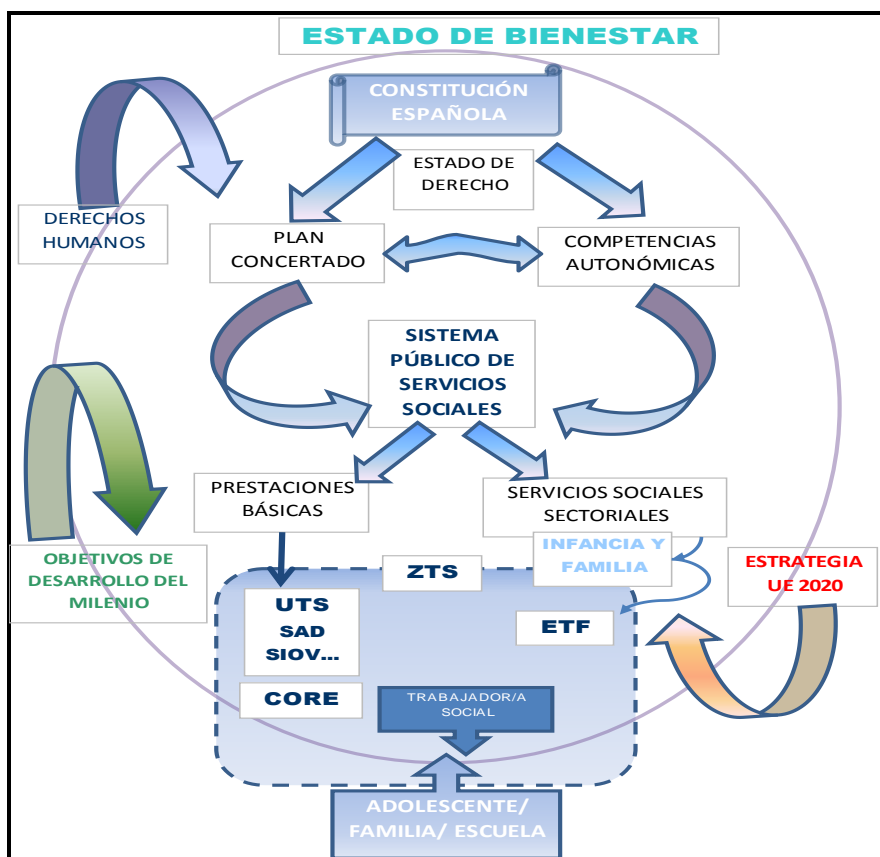 ESTADO DE BIENESTAR
CONSTITUCIÓN
ESPAÑOLA
ESTADO DE
DERECHO
DERECHOS
HUMANOS
PLAN
CONCERTADO
COMPETENCIAS
AUTONÓMICAS
SISTEMA
PÚBLICO DE
SERVICIOS
SOCIALES
PRESTACIONES
BÁSICAS
SERVICIOS SOCIALES
SECTORIALES
INFANCIA Y
FAMILIA
OBJETIVOS DE
DESARROLLO DEL
MILENIO
ZTS
ESTRATEGIA
UE 2020
UTS
SAD
SIOV...
ETF
CORE
TRABAJADOR/A
SOCIAL
ADOLESCENTE/
FAMILIA/ ESCUELA